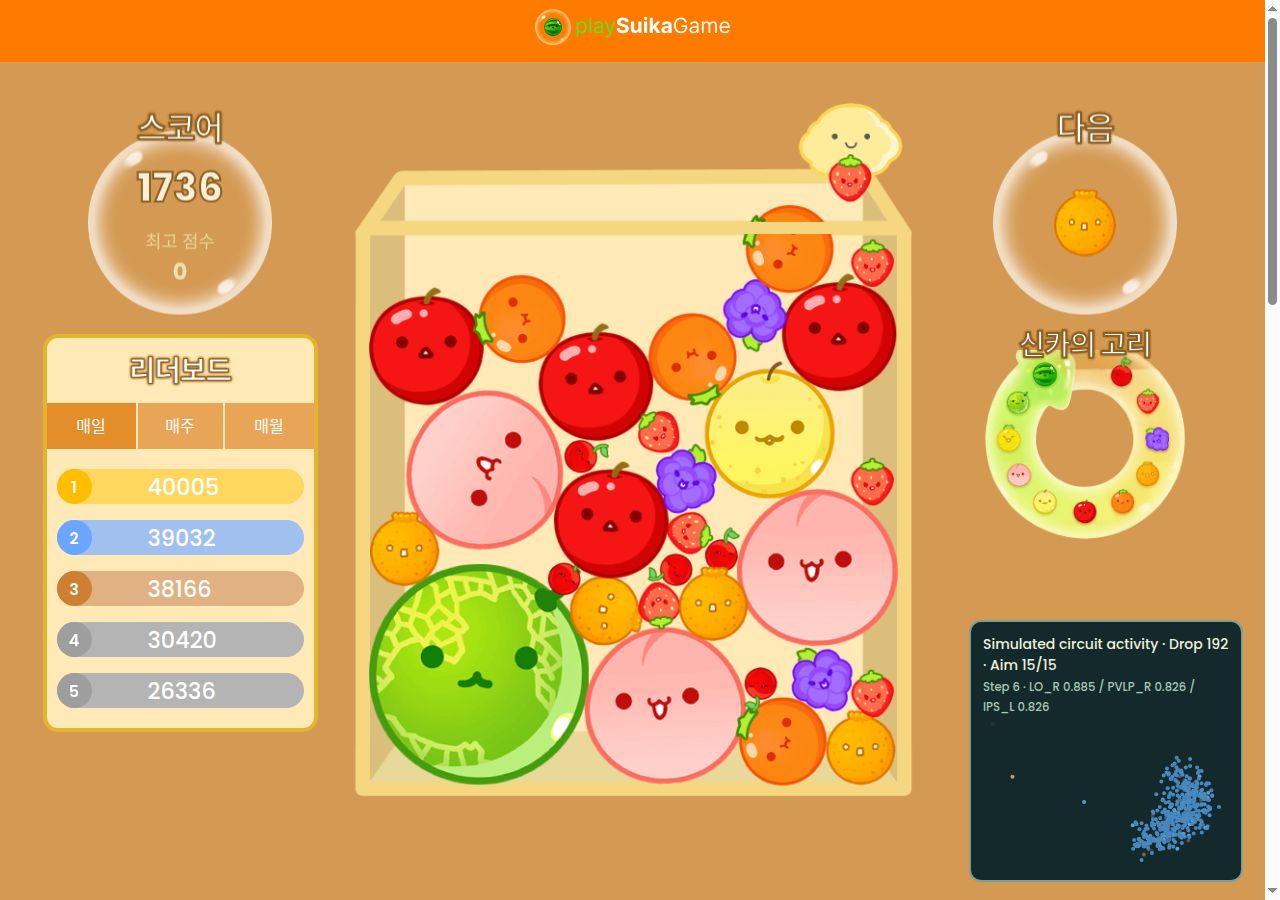 playSuikaGame
스코어
1736
최고 점수
0
다음
리더보드
매일 매주 매월
1 40005
2 39032
3 38166
4 30420
5 26336
신카의 고리
Simulated circuit activity · Drop 192
· Aim 15/15
Step 6 · LO_R 0.885 / PVLP_R 0.826 /
IPS_L 0.826